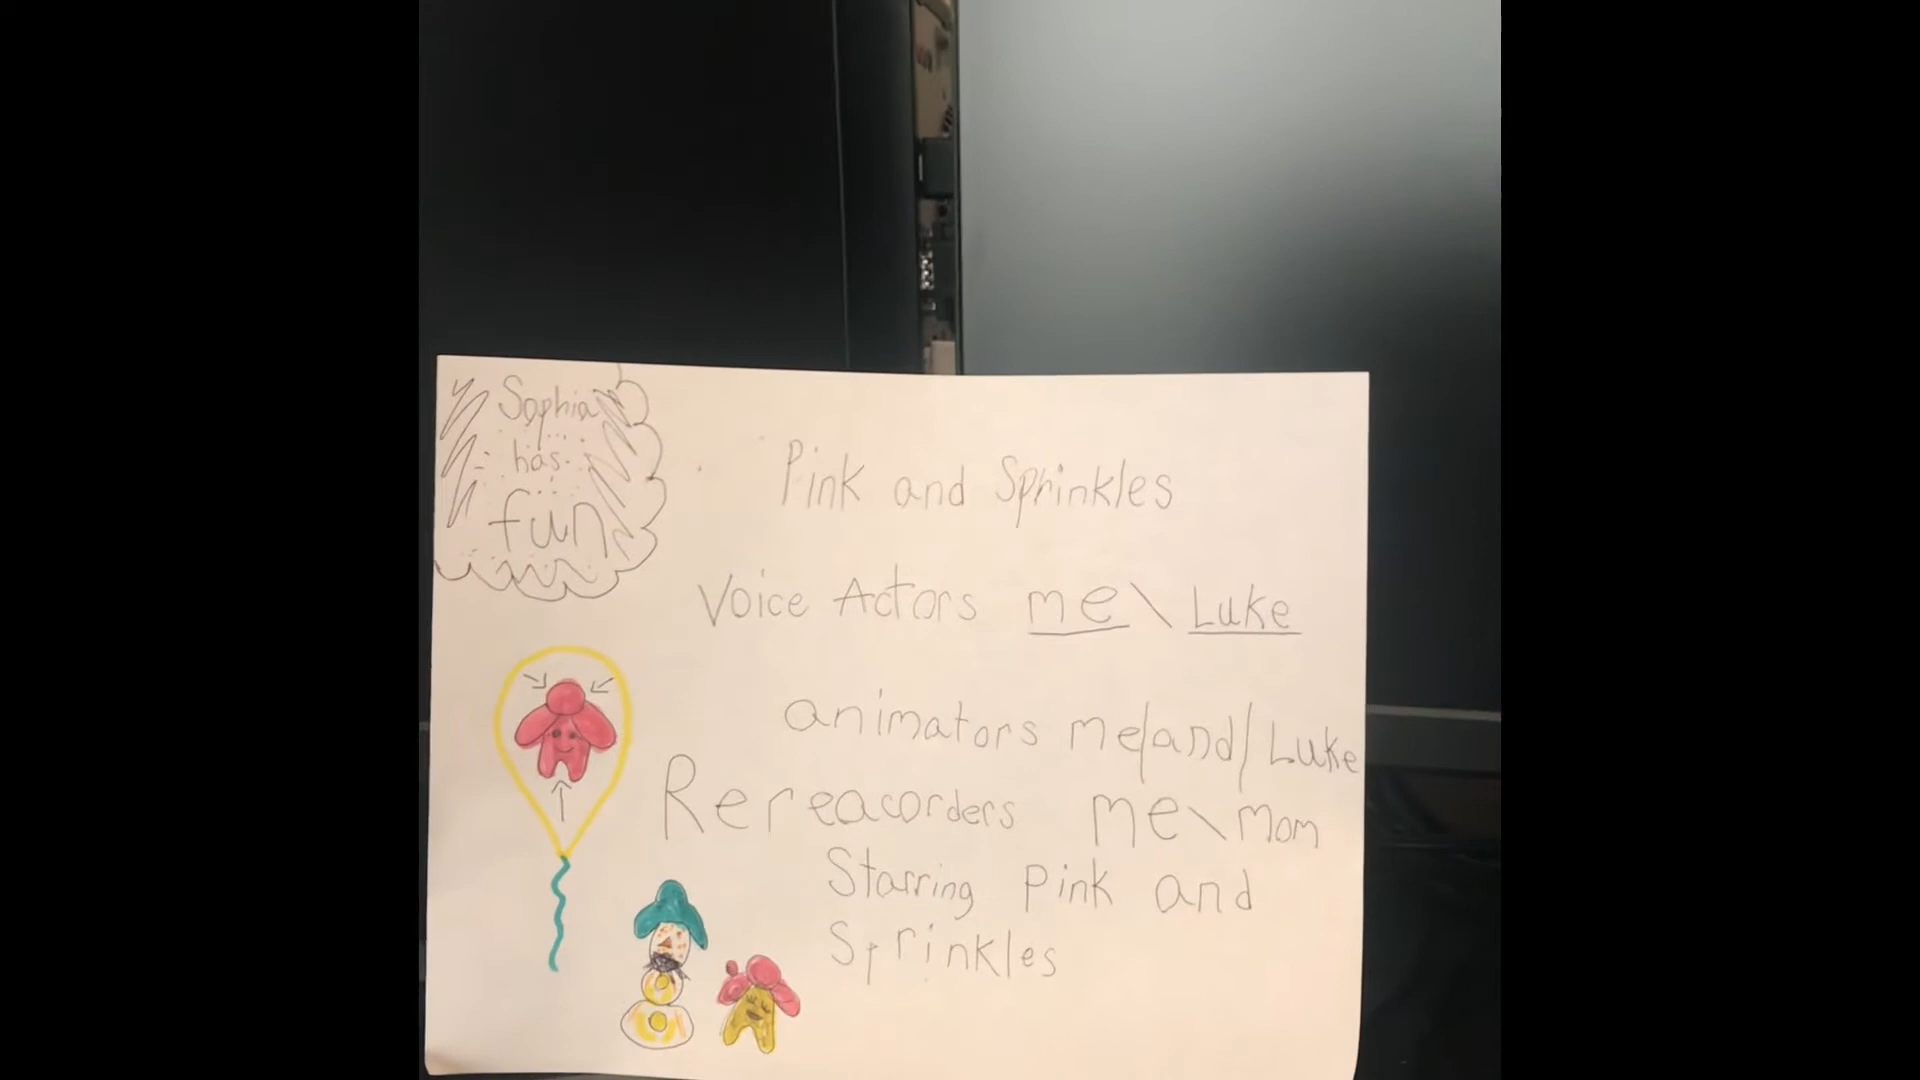 Sophia
has
fun
Pink and Sprinkles
Voice Actors me\Luke
animators me/and/Luke
Rereacorders me\mom
Starring Pink and
Sprinkles